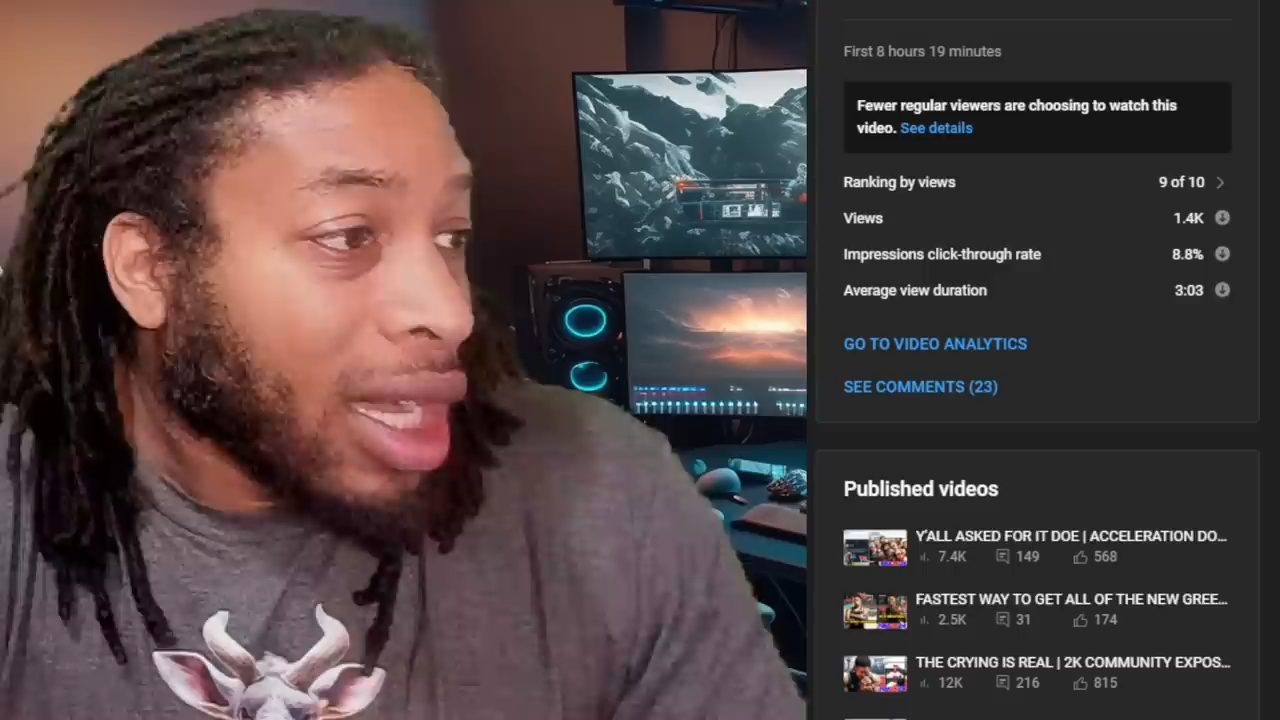 First 8 hours 19 minutes
Fewer regular viewers are choosing to watch this
video. See details
Ranking by views 9 of 10
Views 1.4K
Impressions click-through rate 8.8%
Average view duration 3:03
GO TO VIDEO ANALYTICS
SEE COMMENTS (23)
Published videos
Y'ALL ASKED FOR IT DOE | ACCELERATION DO...
7.4K 149 568
FASTEST WAY TO GET ALL OF THE NEW GREE...
2.5K 31 174
THE CRYING IS REAL | 2K COMMUNITY EXPOS...
12K 216 815